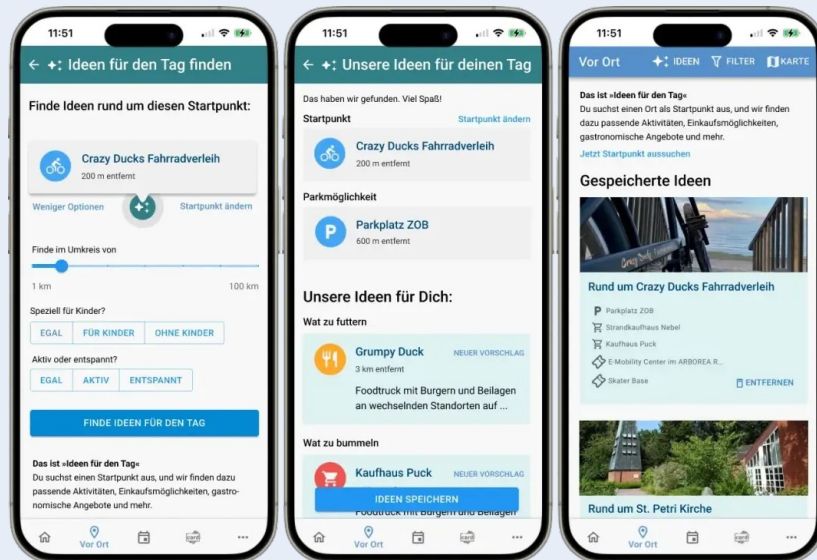 11:51
← Ideen für den Tag finden
Finde Ideen rund um diesen Startpunkt:
Crazy Ducks Fahrradverleih
200 m entfernt
Weniger Optionen
Startpunkt ändern
Finde im Umkreis von
1 km
100 km
Speziell für Kinder?
EGAL FÜR KINDER OHNE KINDER
Aktiv oder entspannt?
EGAL AKTIV ENTSPANNT
FINDE IDEEN FÜR DEN TAG
Das ist »Ideen für den Tag«
Du suchst einen Startpunkt aus, und wir finden dazu
passende Aktivitäten, Einkaufsmöglichkeiten, gastro-
nomische Angebote und mehr.
Vor Ort
card
11:51
← Unsere Ideen für deinen Tag
Das haben wir gefunden. Viel Spaß!
Startpunkt
Startpunkt ändern
Crazy Ducks Fahrradverleih
200 m entfernt
Parkmöglichkeit
P
Parkplatz ZOB
600 m entfernt
Unsere Ideen für Dich:
Wat zu futtern
Grumpy Duck
NEUER VORSCHLAG
3 km entfernt
Foodtruck mit Burgern und Beilagen
an wechselnden Standorten auf ...
Wat zu bummeln
Kaufhaus Puck
NEUER VORSCHLAG
IDEEN SPEICHERN
Foodtruck mit Burgern und Beilagen
Vor Ort
card
11:51
Vor Ort IDEEN FILTER KARTE
Das ist »Ideen für den Tag«
Du suchst einen Ort als Startpunkt aus, und wir finden
dazu passende Aktivitäten, Einkaufsmöglichkeiten,
gastronomische Angebote und mehr.
Jetzt Startpunkt aussuchen
Gespeicherte Ideen
Crazy Ducks
Rund um Crazy Ducks Fahrradverleih
P Parkplatz ZOB
Strandkaufhaus Nebel
Kaufhaus Puck
E-Mobility Center im ARBOREA R...
Skater Base
ENTFERNEN
Rund um St. Petri Kirche
Vor Ort
card